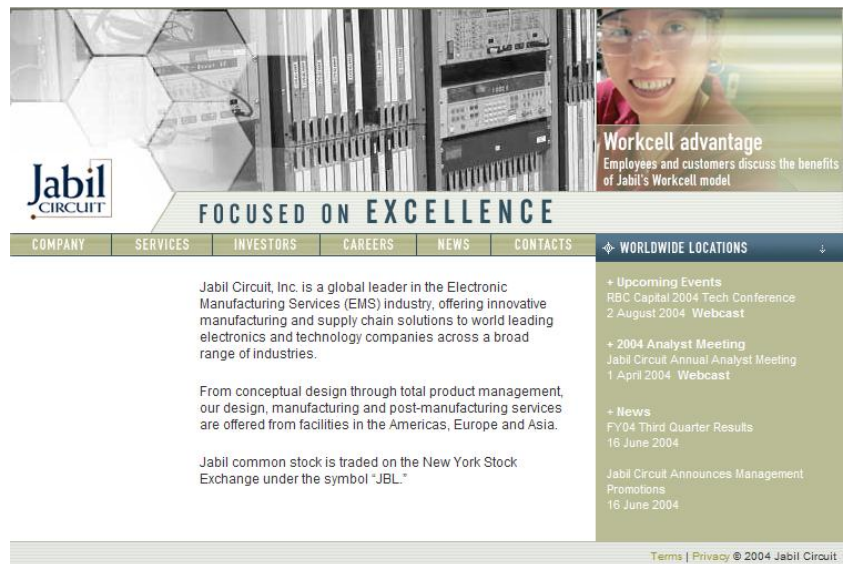 Jabil
CIRCUIT
FOCUSED ON EXCELLENCE
Workcell advantage
Employees and customers discuss the benefits
of Jabil's Workcell model
COMPANY SERVICES INVESTORS CAREERS NEWS CONTACTS
WORLDWIDE LOCATIONS
Jabil Circuit, Inc. is a global leader in the Electronic
Manufacturing Services (EMS) industry, offering innovative
manufacturing and supply chain solutions to world leading
electronics and technology companies across a broad
range of industries.
From conceptual design through total product management,
our design, manufacturing and post-manufacturing services
are offered from facilities in the Americas, Europe and Asia.
Jabil common stock is traded on the New York Stock
Exchange under the symbol “JBL.”
+ Upcoming Events
RBC Capital 2004 Tech Conference
2 August 2004 Webcast
+ 2004 Analyst Meeting
Jabil Circuit Annual Analyst Meeting
1 April 2004 Webcast
+ News
FY04 Third Quarter Results
16 June 2004
Jabil Circuit Announces Management
Promotions
16 June 2004
Terms | Privacy © 2004 Jabil Circuit